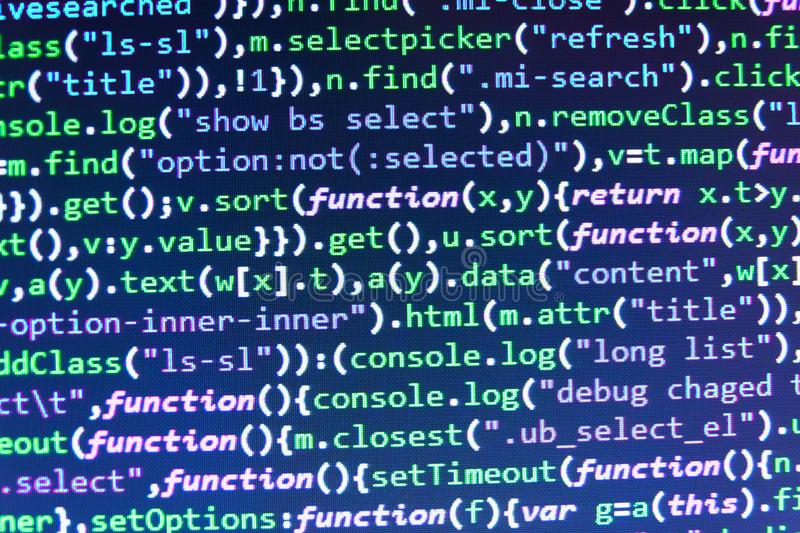 ivesearched")}),n.find(".mi-close").click(fu
lass("ls-sl"),m.selectpicker("refresh"),n.fi
tr("title")),!1}),n.find(".mi-search").click
nsole.log("show bs select"),n.removeClass("l
=m.find("option:not(:selected)"),v=t.map(fun
}}).get();v.sort(function(x,y){return x.t>y.
xt(),v:y.value}}).get(),u.sort(function(x,y)
v,a(y).text(w[x].t),a(y).data("content",w[x]
-option-inner-inner").html(m.attr("title")),
ddClass("ls-sl")):(console.log("long list"),
ct\t",function(){console.log("debug chaged t
eout(function(){m.closest(".ub_select_el").u
.select",function(){setTimeout(function(){n.
ner},setOptions:function(f){var g=a(this).fi
dreamstime